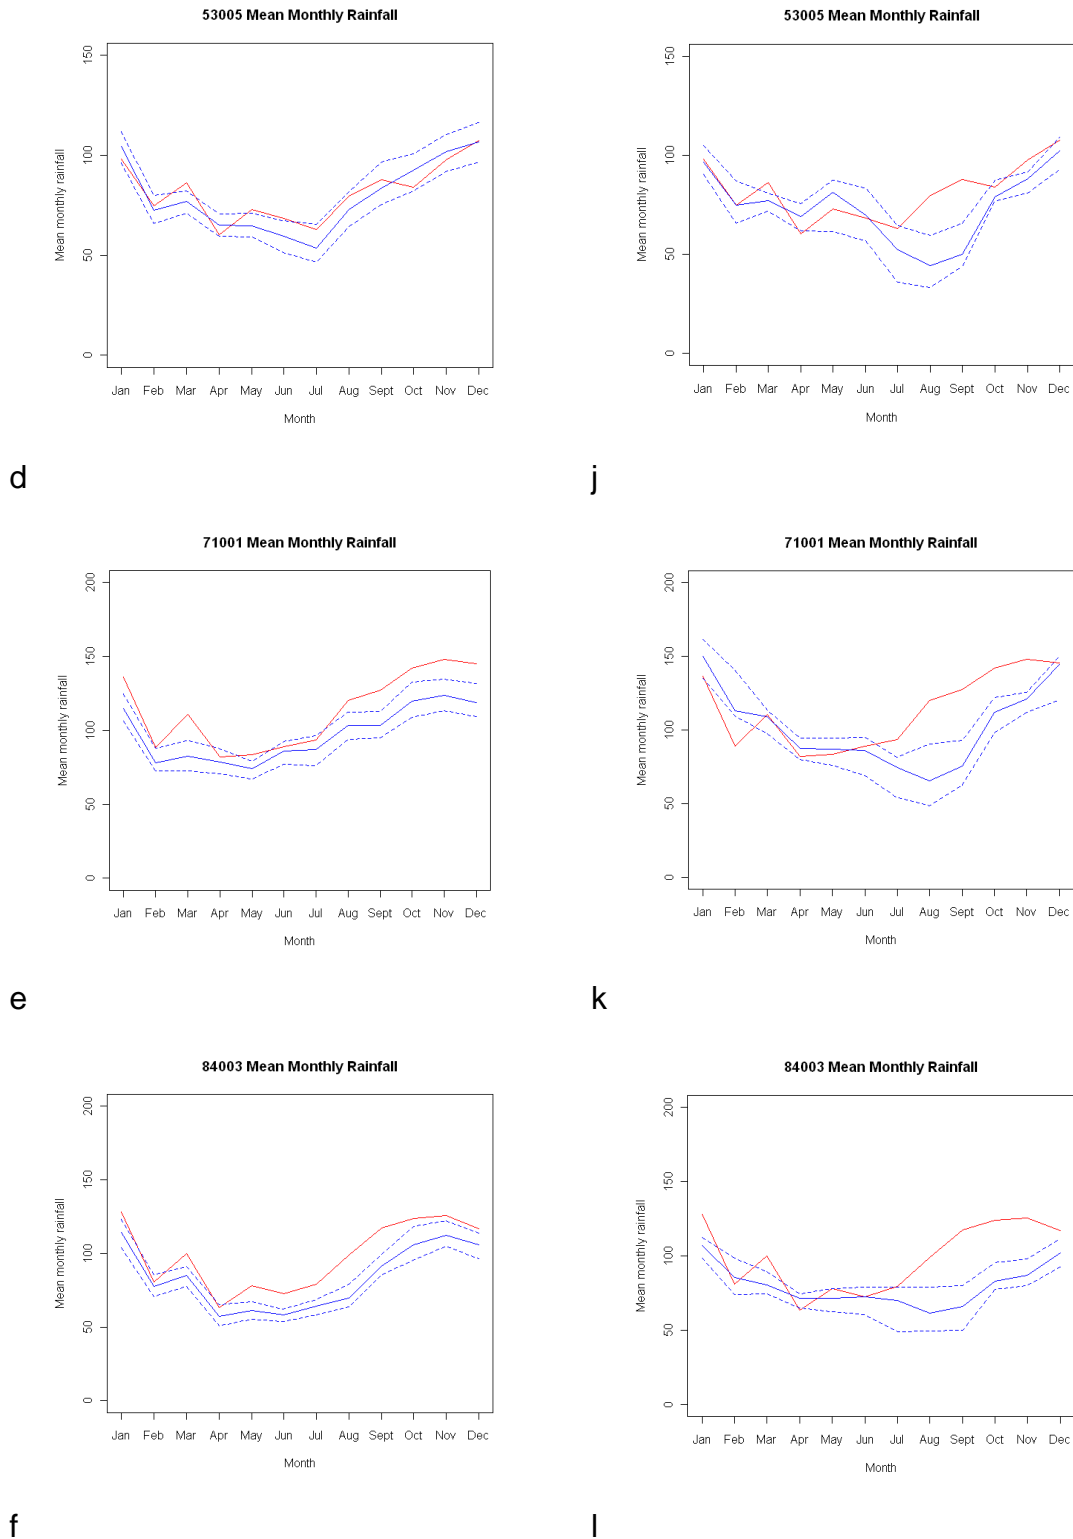 53005 Mean Monthly Rainfall
Mean monthly rainfall
150
100
50
0
Jan Feb Mar Apr May Jun Jul Aug Sept Oct Nov Dec
Month
d
53005 Mean Monthly Rainfall
Mean monthly rainfall
150
100
50
0
Jan Feb Mar Apr May Jun Jul Aug Sept Oct Nov Dec
Month
j
71001 Mean Monthly Rainfall
Mean monthly rainfall
200
150
100
50
0
Jan Feb Mar Apr May Jun Jul Aug Sept Oct Nov Dec
Month
e
71001 Mean Monthly Rainfall
Mean monthly rainfall
200
150
100
50
0
Jan Feb Mar Apr May Jun Jul Aug Sept Oct Nov Dec
Month
k
84003 Mean Monthly Rainfall
Mean monthly rainfall
200
150
100
50
0
Jan Feb Mar Apr May Jun Jul Aug Sept Oct Nov Dec
Month
f
84003 Mean Monthly Rainfall
Mean monthly rainfall
200
150
100
50
0
Jan Feb Mar Apr May Jun Jul Aug Sept Oct Nov Dec
Month
l